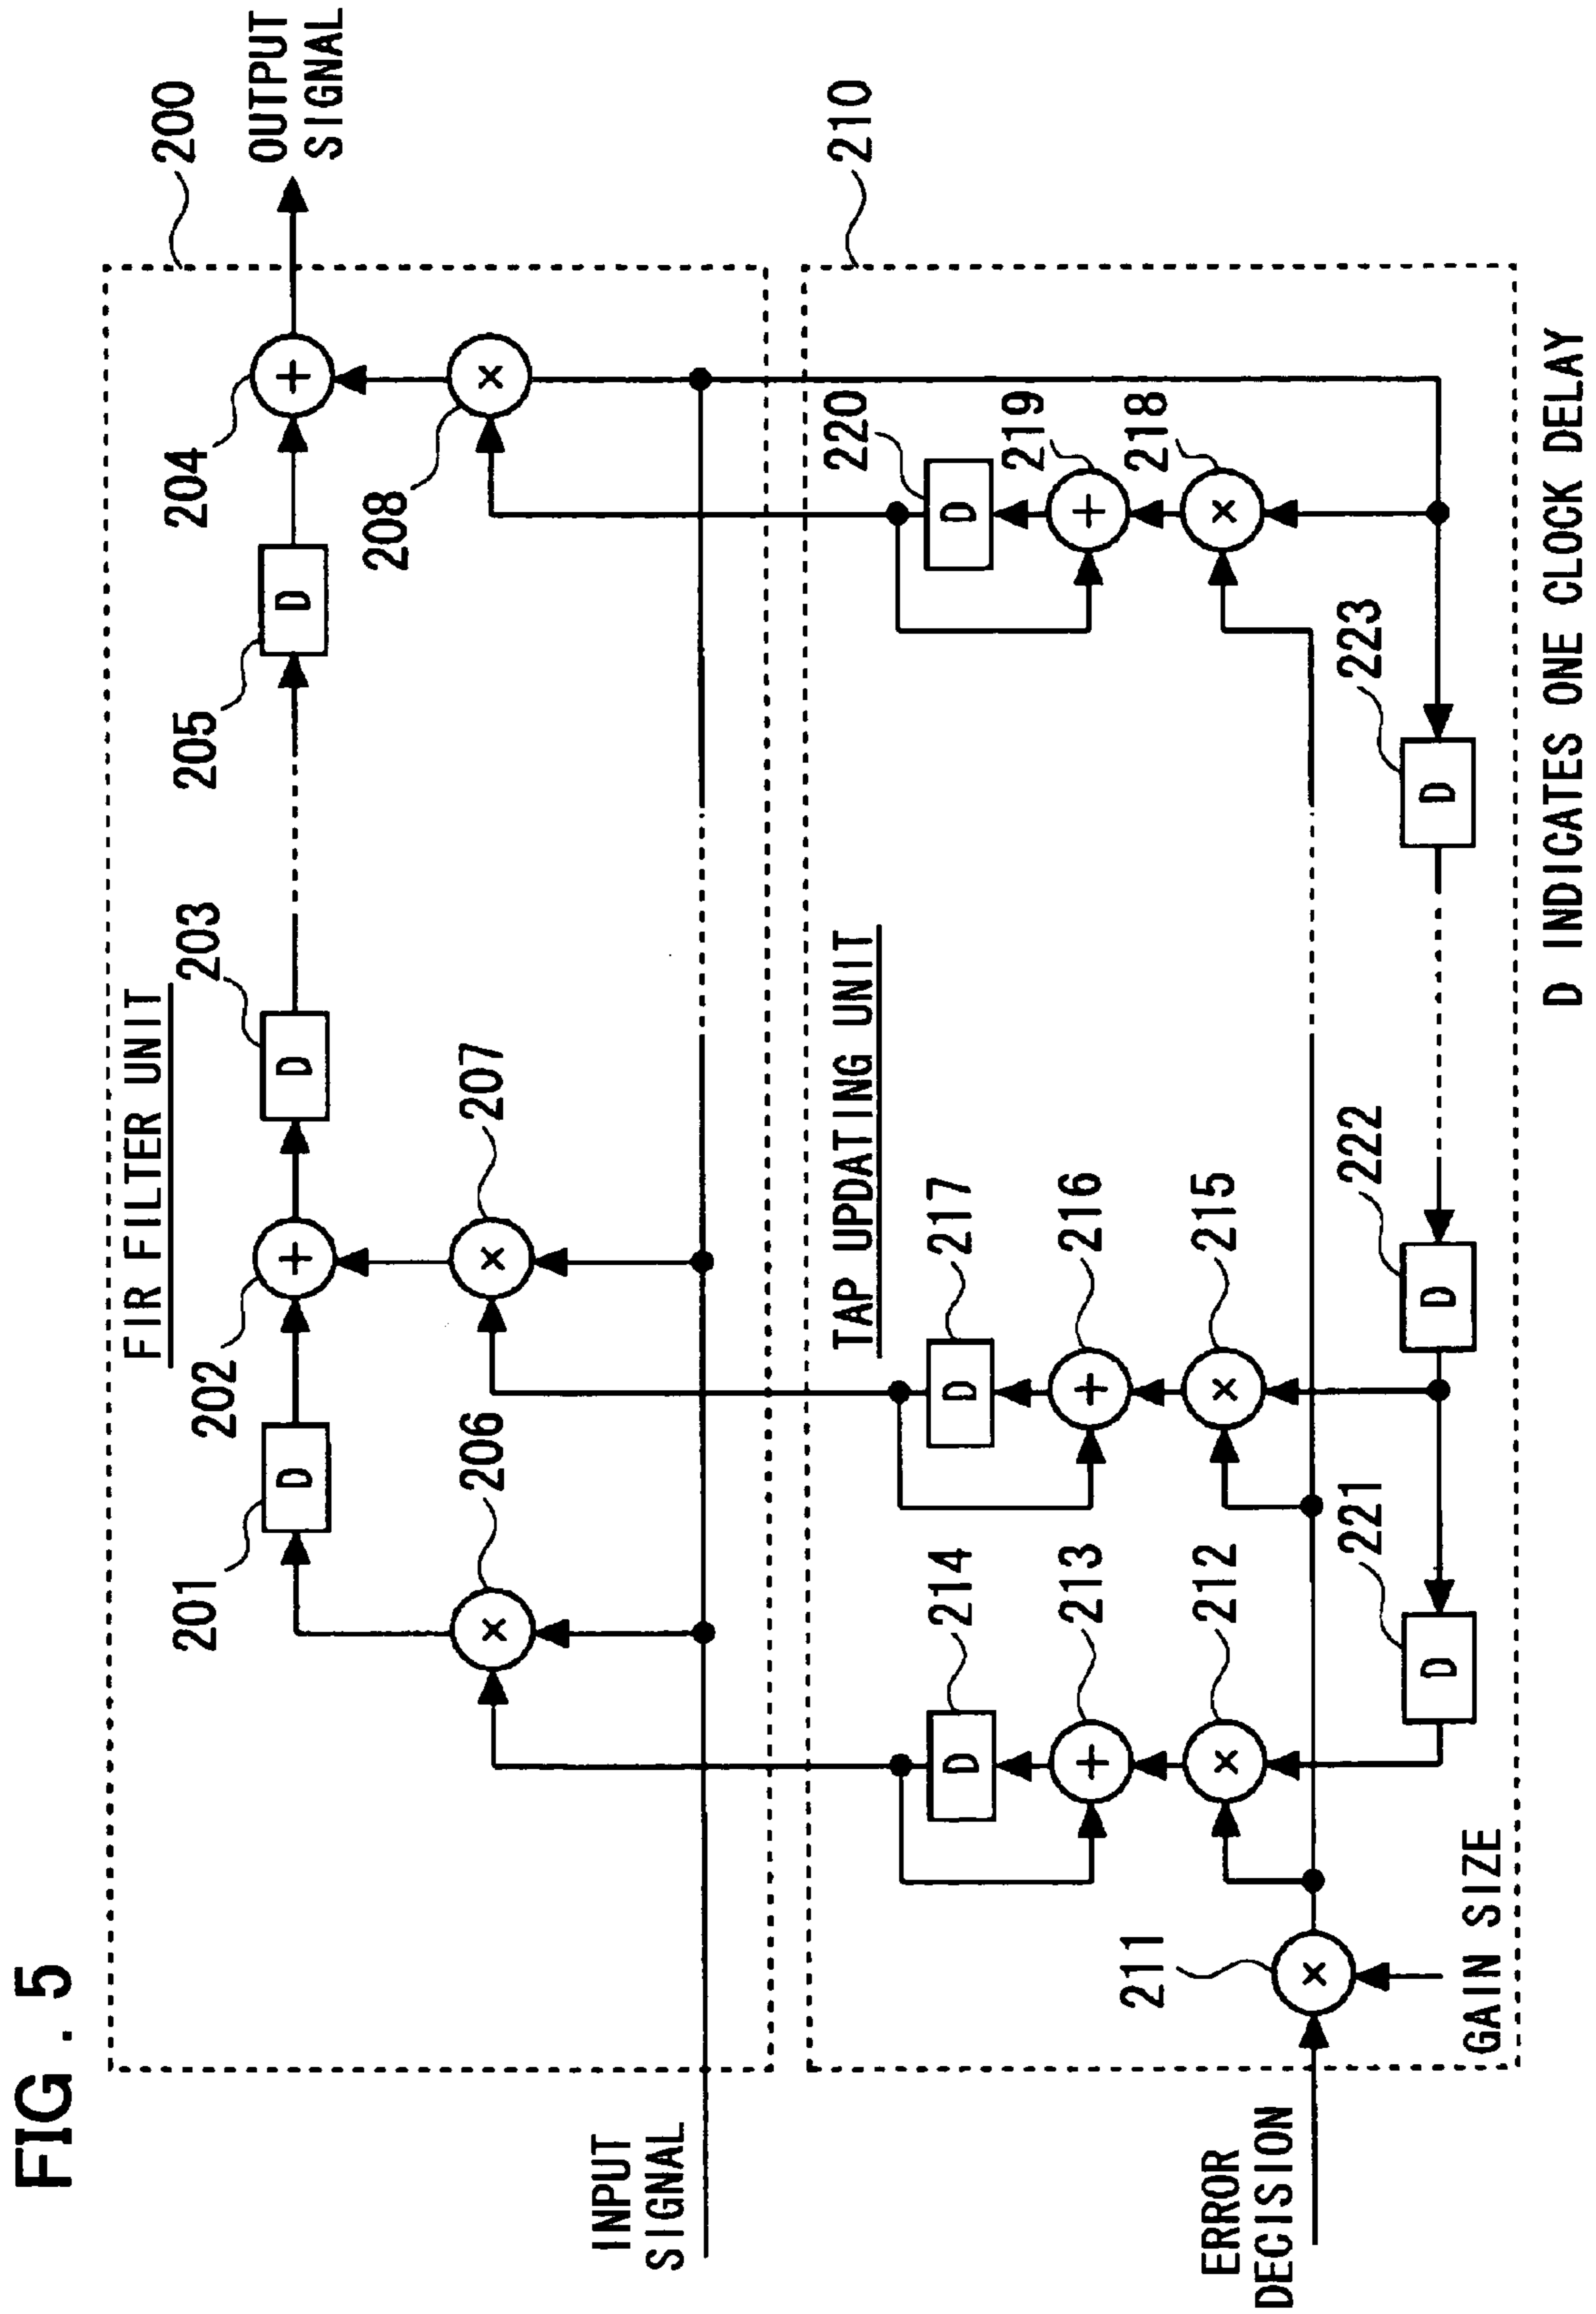 FIG. 5
200
OUTPUT
SIGNAL
FIR FILTER UNIT
201
D
202
+
203
D
205
D
204
+
206
×
207
×
208
×
INPUT
SIGNAL
210
TAP UPDATING UNIT
214
D
217
D
220
D
213
+
216
+
219
+
212
×
215
×
218
×
211
×
ERROR
DECISION
GAIN SIZE
221
D
222
D
223
D
D INDICATES ONE CLOCK DELAY